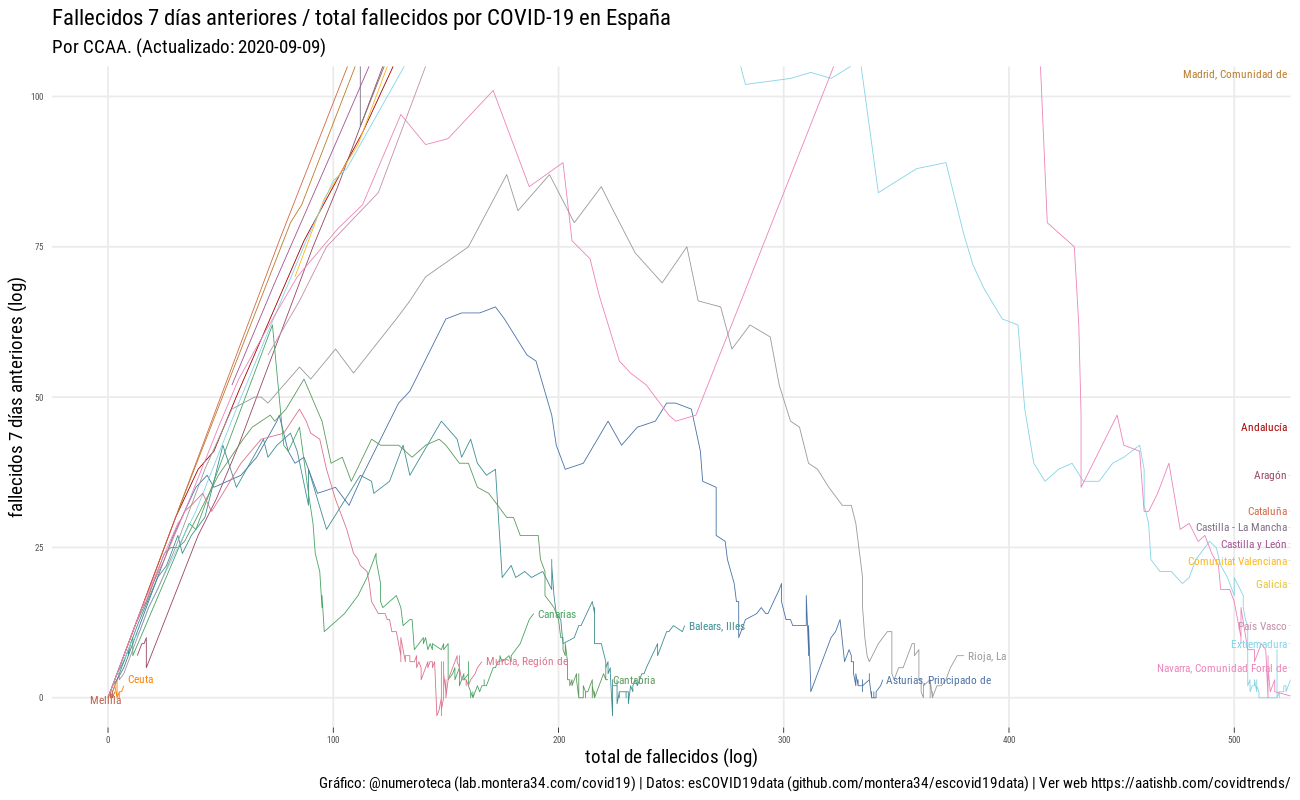 Fallecidos 7 días anteriores / total fallecidos por COVID-19 en España
Por CCAA. (Actualizado: 2020-09-09)
fallecidos 7 días anteriores (log)
100
75
50
25
0
Madrid, Comunidad de
Andalucía
Aragón
Cataluña
Castilla - La Mancha
Castilla y León
Comunitat Valenciana
Galicia
País Vasco
Extremadura
Navarra, Comunidad Foral de
Canarias
Balears, Illes
Murcia, Región de
Rioja, La
Ceuta
Cantabria
Asturias, Principado de
Melilla
0
100
200
300
400
500
total de fallecidos (log)
Gráfico: @numeroteca (lab.montera34.com/covid19) | Datos: esCOVID19data (github.com/montera34/escovid19data) | Ver web https://aatishb.com/covidtrends/